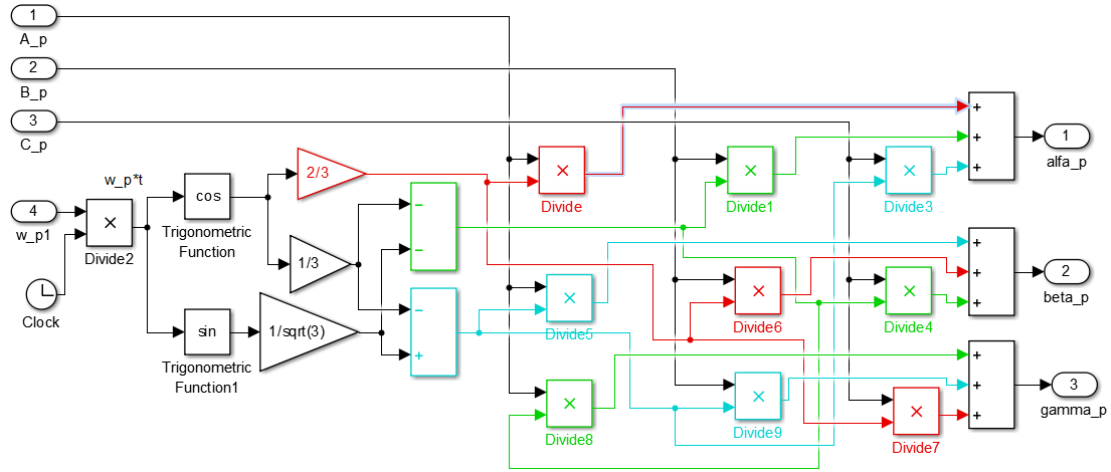 1
A_p
2
B_p
3
C_p
4
w_p1
Clock
w_p*t
×
Divide2
cos
Trigonometric
Function
sin
Trigonometric
Function1
2/3
1/3
1/sqrt(3)
−
−
−
+
×
Divide
×
Divide1
×
Divide3
×
Divide5
×
Divide6
×
Divide4
×
Divide8
×
Divide9
×
Divide7
+
+
+
1
alfa_p
+
+
+
2
beta_p
+
+
+
3
gamma_p